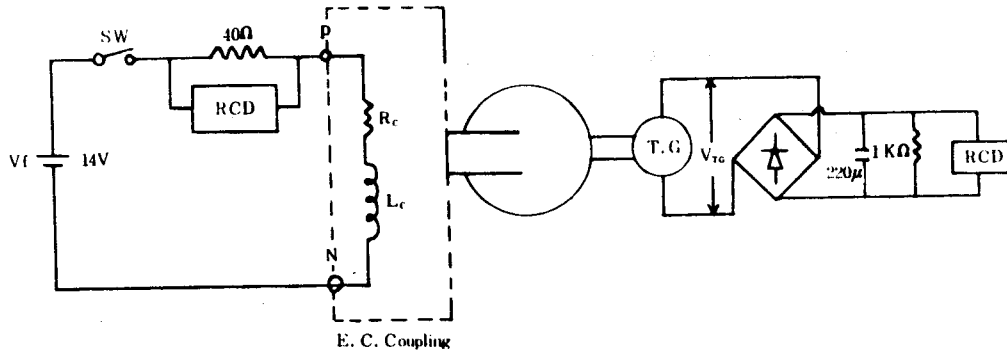 SW
40Ω
RCD
P
Vf
14V
Rc
Lc
N
E. C. Coupling
T.G
VTG
220μ
1KΩ
RCD